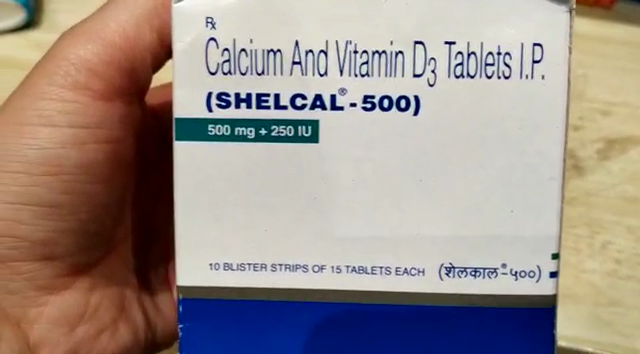 Rx
Calcium And Vitamin D3 Tablets I.P.
(SHELCAL®-500)
500 mg + 250 IU
10 BLISTER STRIPS OF 15 TABLETS EACH (शेलकाल®-५००)